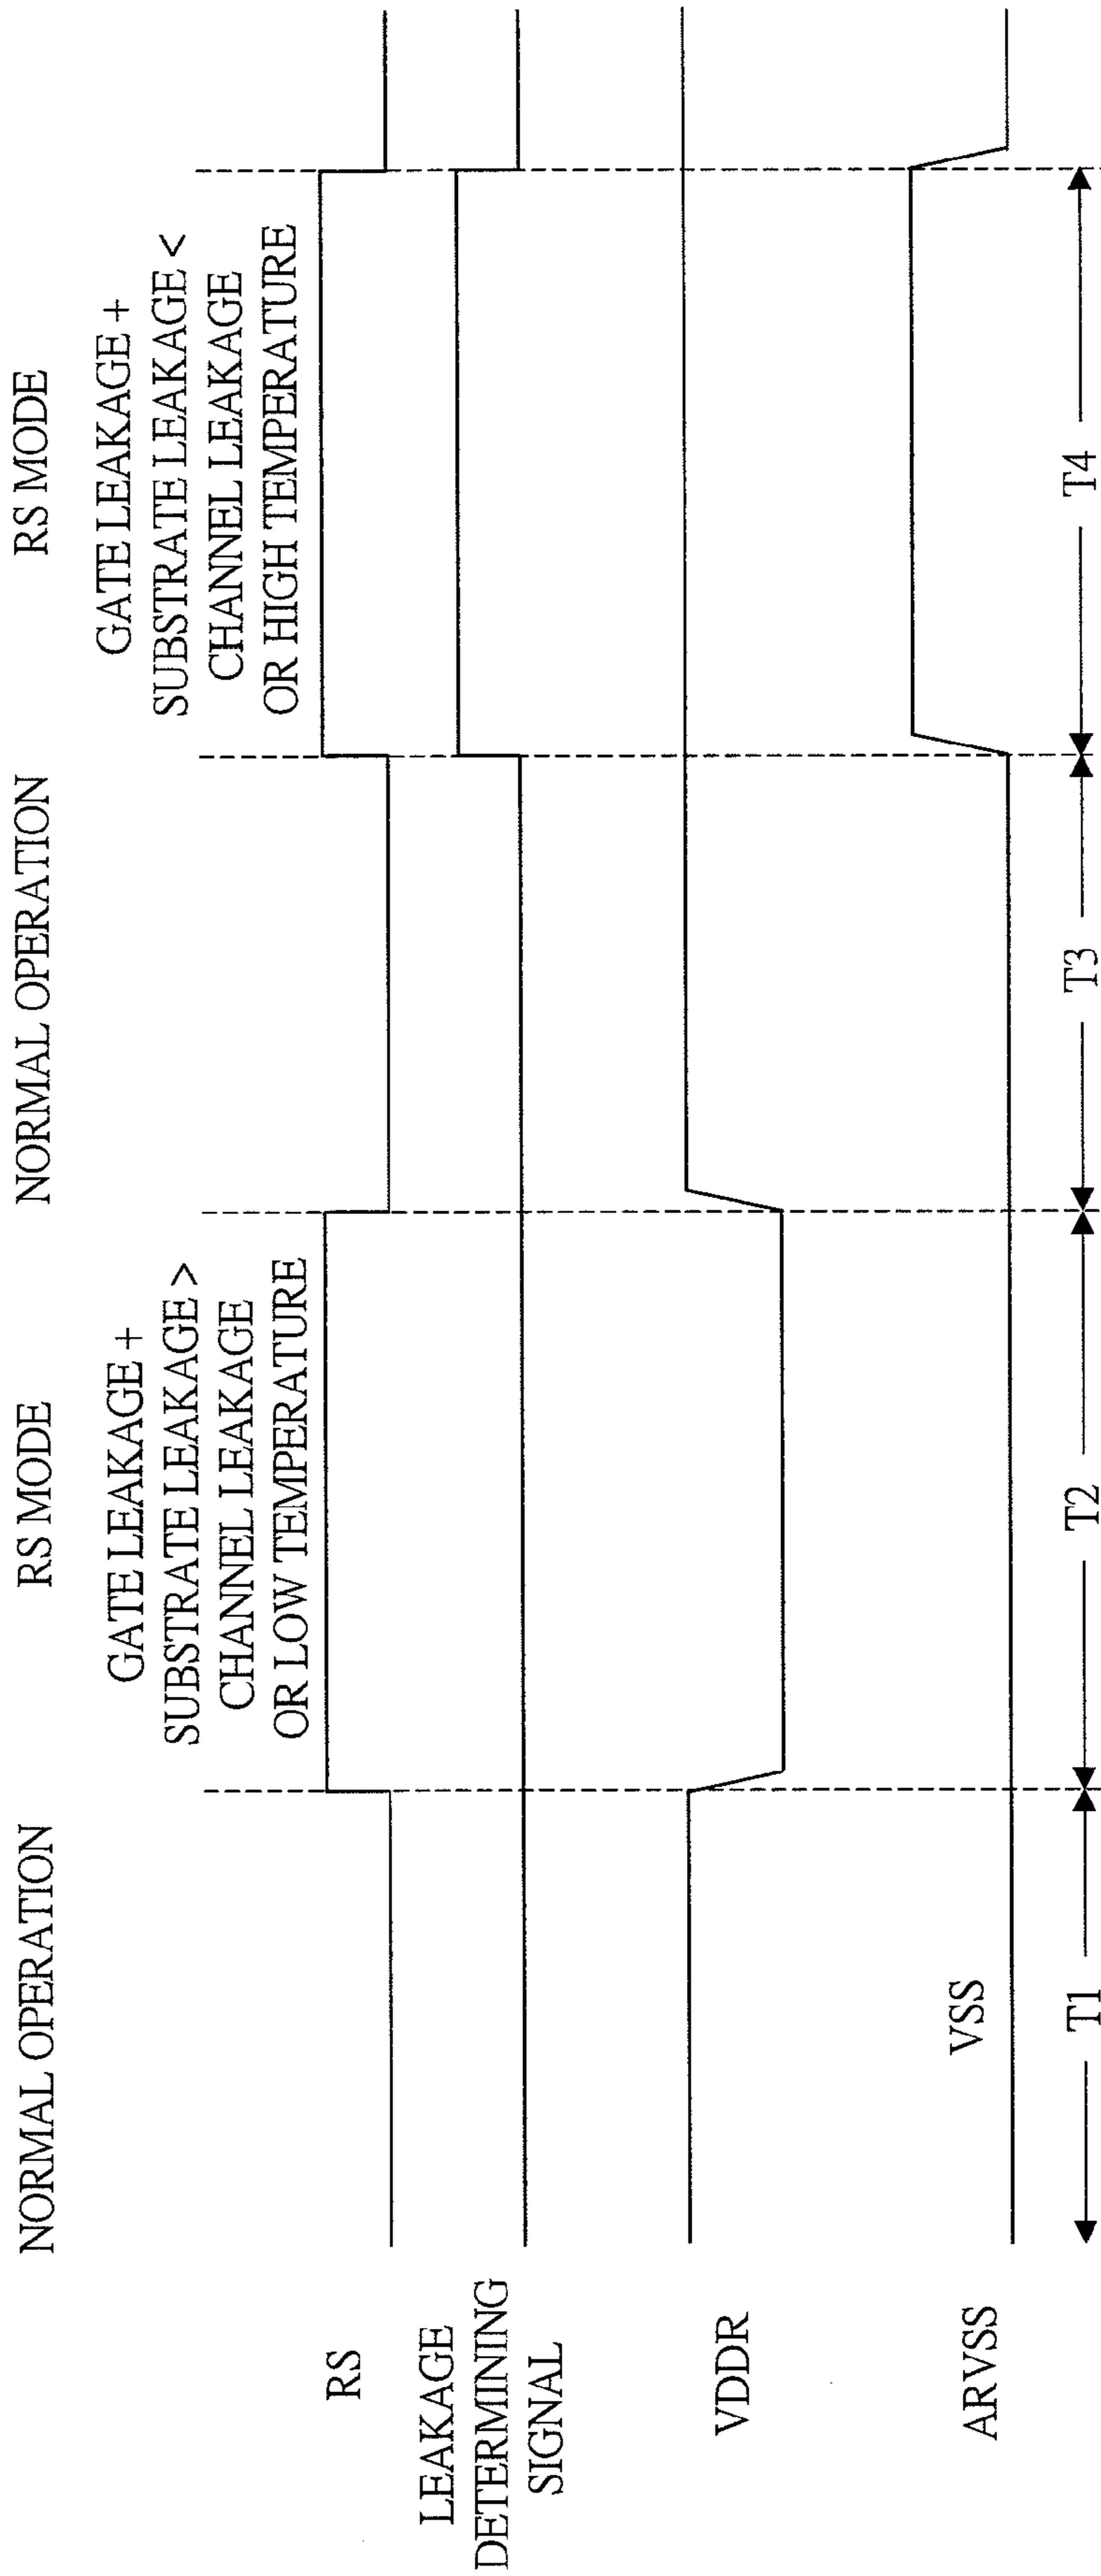 NORMAL OPERATION
RS MODE
NORMAL OPERATION
RS MODE
GATE LEAKAGE +
SUBSTRATE LEAKAGE >
CHANNEL LEAKAGE
OR LOW TEMPERATURE
GATE LEAKAGE +
SUBSTRATE LEAKAGE <
CHANNEL LEAKAGE
OR HIGH TEMPERATURE
RS
LEAKAGE
DETERMINING
SIGNAL
VDDR
VSS
ARVSS
T1
T2
T3
T4